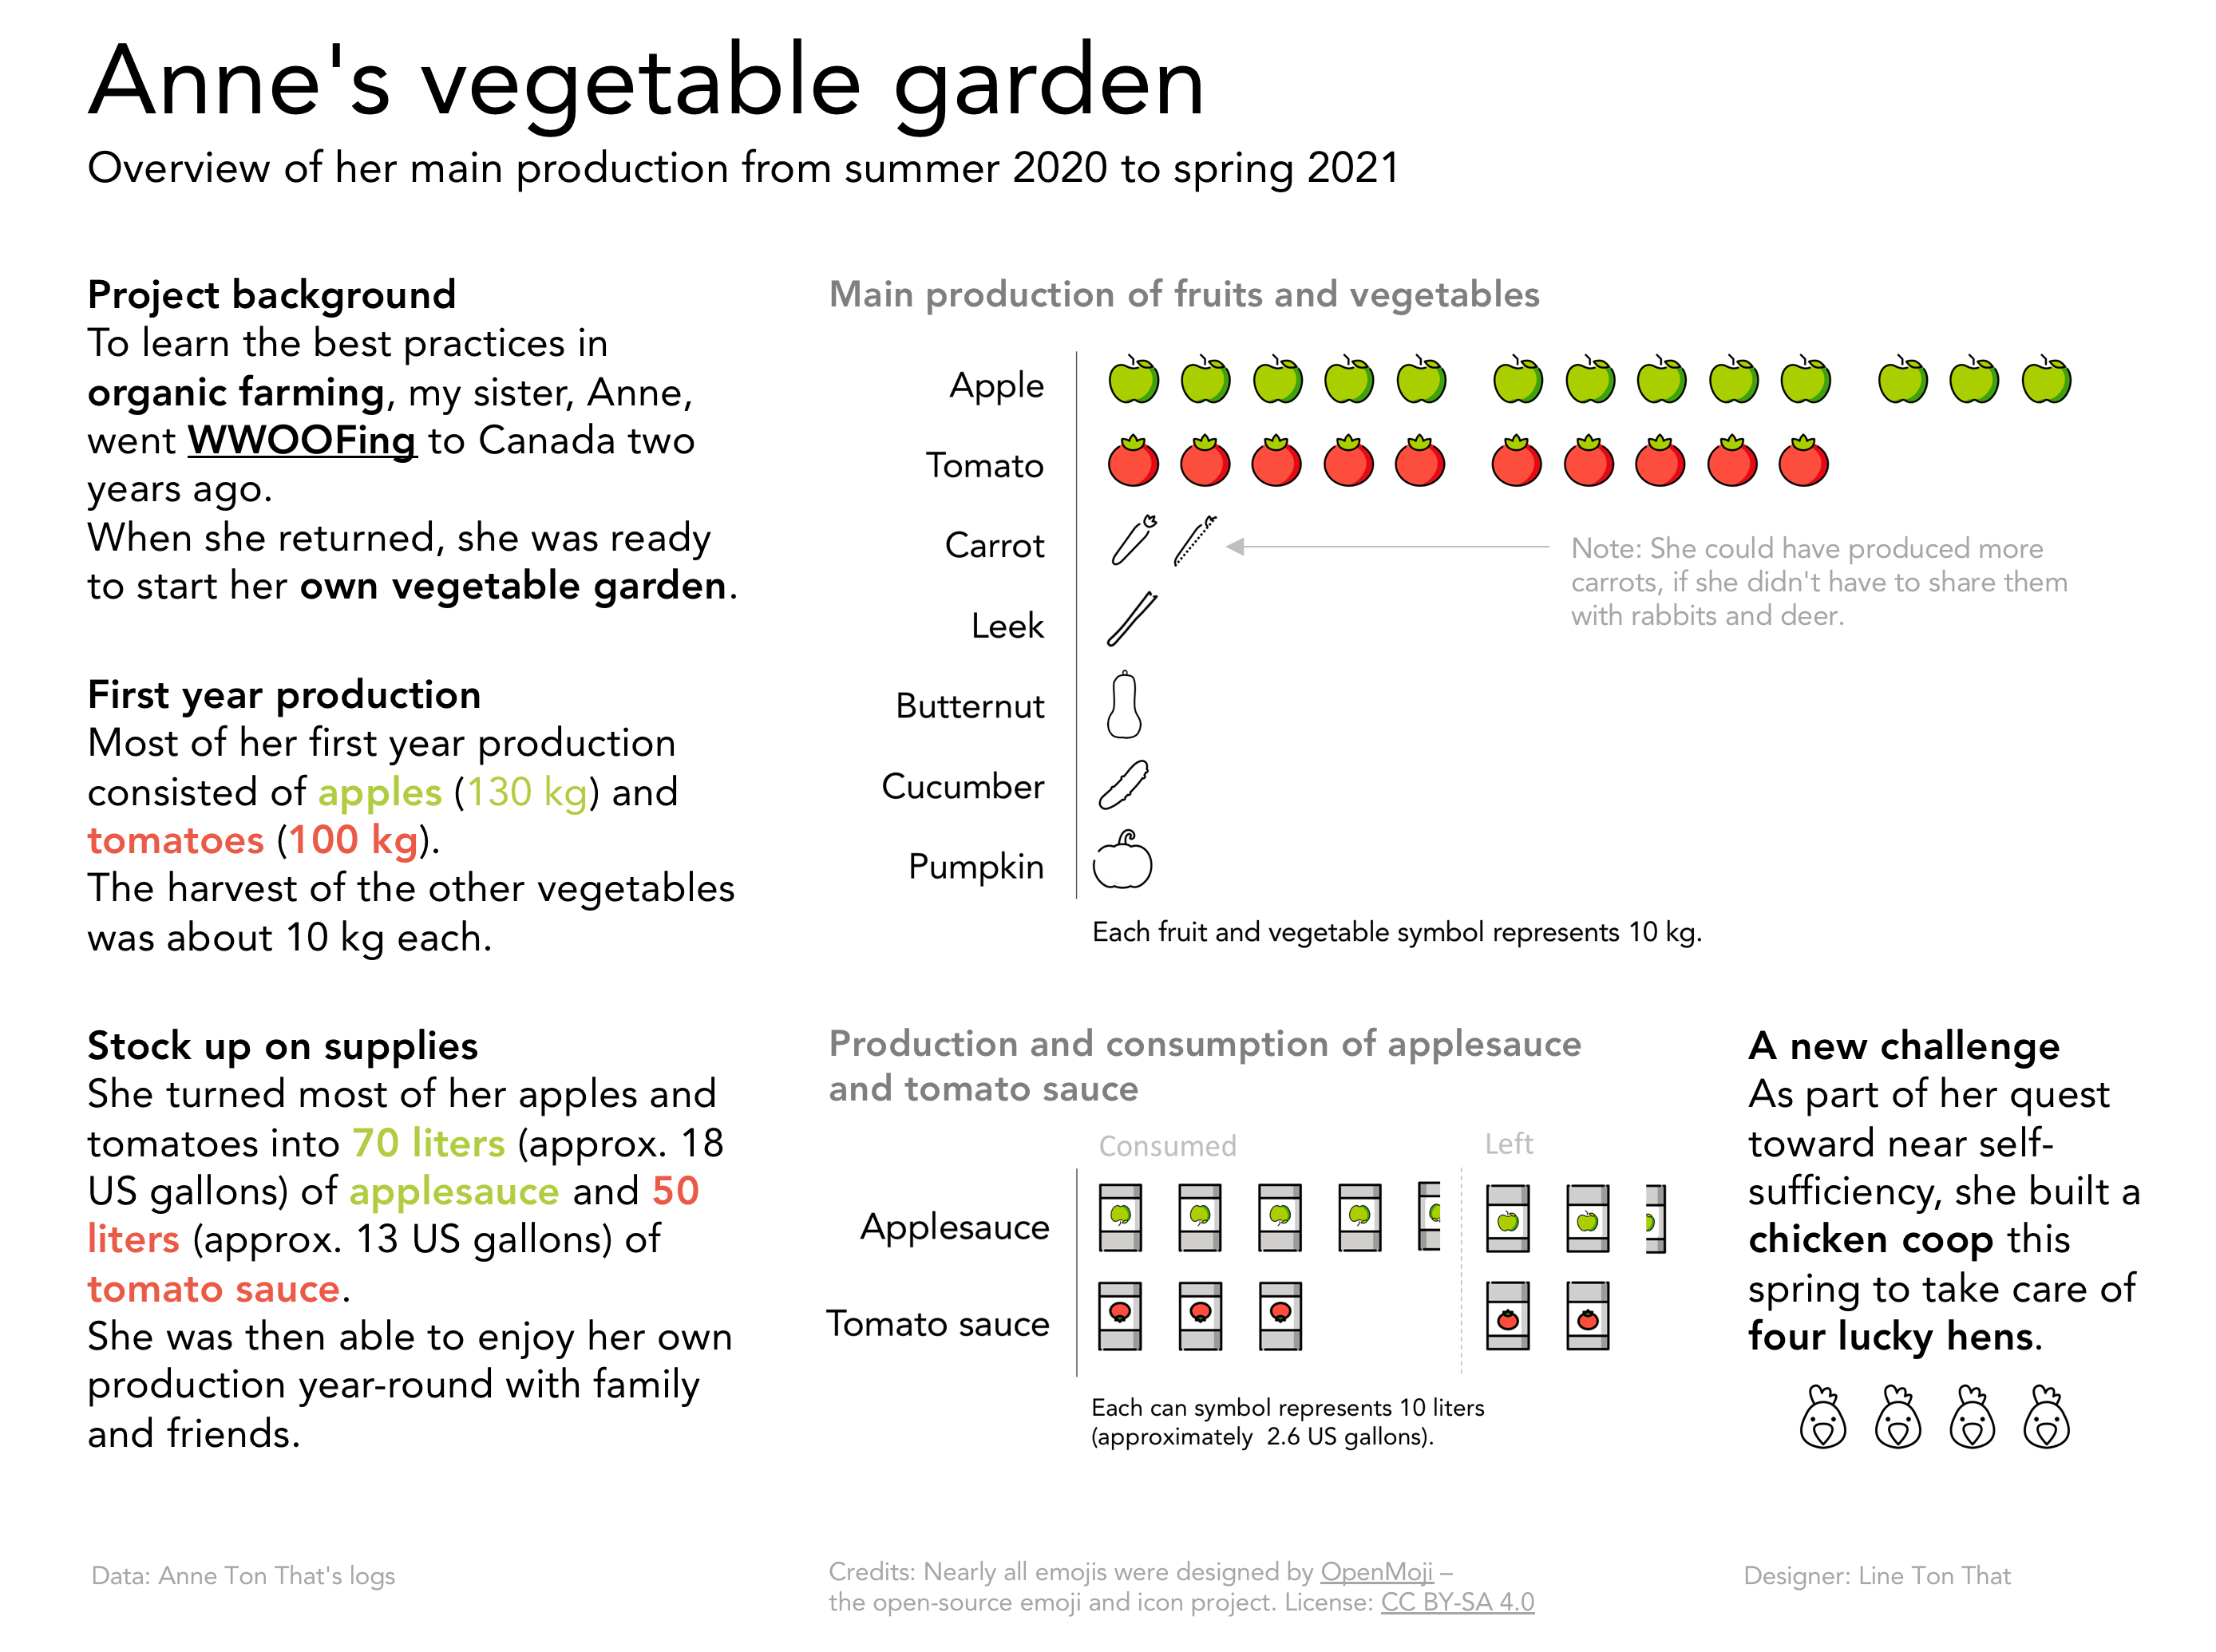 Anne's vegetable garden
Overview of her main production from summer 2020 to spring 2021
Project background
To learn the best practices in
organic farming, my sister, Anne,
went WWOOFing to Canada two
years ago.
When she returned, she was ready
to start her own vegetable garden.
First year production
Most of her first year production
consisted of apples (130 kg) and
tomatoes (100 kg).
The harvest of the other vegetables
was about 10 kg each.
Stock up on supplies
She turned most of her apples and
tomatoes into 70 liters (approx. 18
US gallons) of applesauce and 50
liters (approx. 13 US gallons) of
tomato sauce.
She was then able to enjoy her own
production year-round with family
and friends.
Main production of fruits and vegetables
Apple
Tomato
Carrot
Note: She could have produced more
carrots, if she didn't have to share them
with rabbits and deer.
Leek
Butternut
Cucumber
Pumpkin
Each fruit and vegetable symbol represents 10 kg.
Production and consumption of applesauce
and tomato sauce
Consumed
Left
Applesauce
Tomato sauce
Each can symbol represents 10 liters
(approximately 2.6 US gallons).
A new challenge
As part of her quest
toward near self-
sufficiency, she built a
chicken coop this
spring to take care of
four lucky hens.
Data: Anne Ton That's logs
Credits: Nearly all emojis were designed by OpenMoji –
the open-source emoji and icon project. License: CC BY-SA 4.0
Designer: Line Ton That